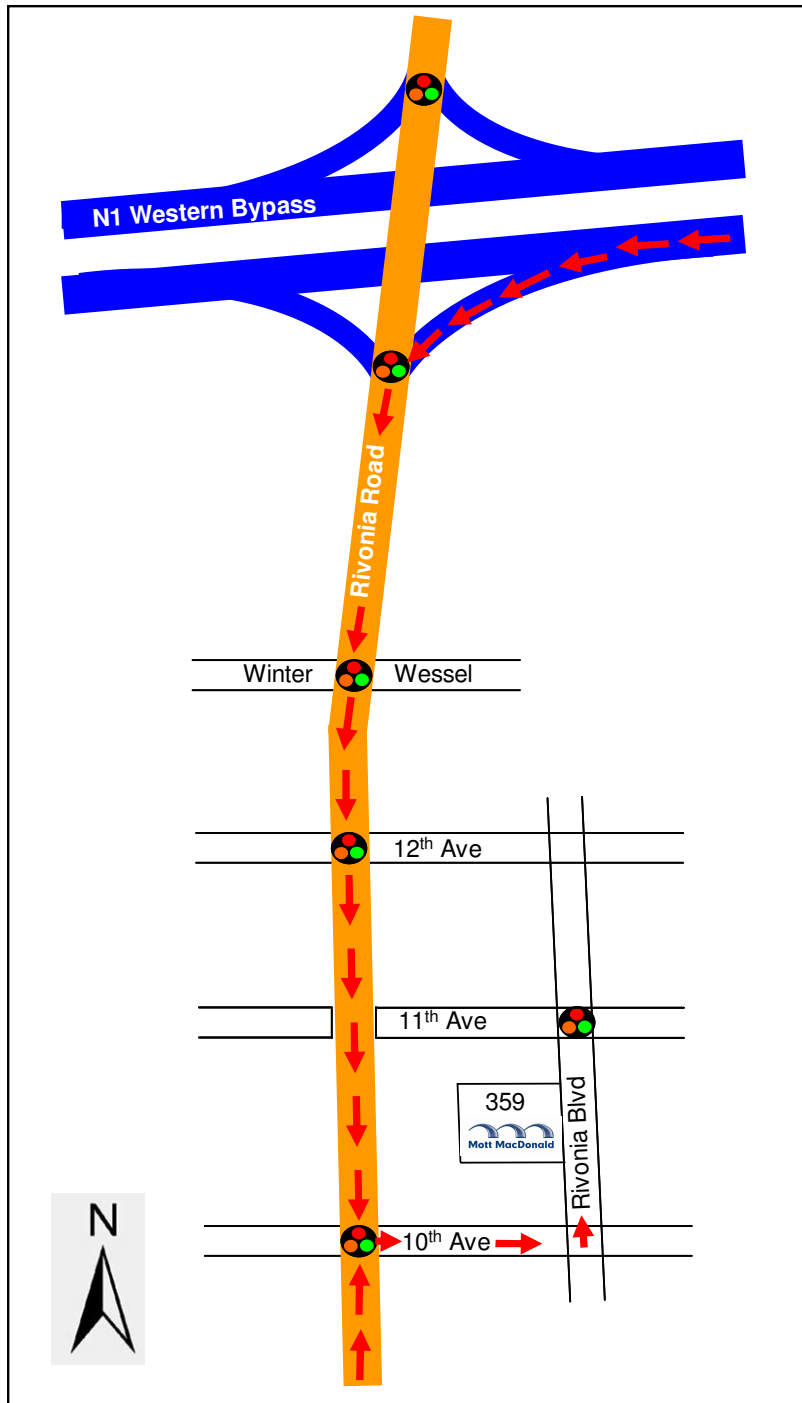 N1 Western Bypass
Rivonia Road
Winter Wessel
12th Ave
11th Ave
359
Mott MacDonald
Rivonia Blvd
10th Ave
N